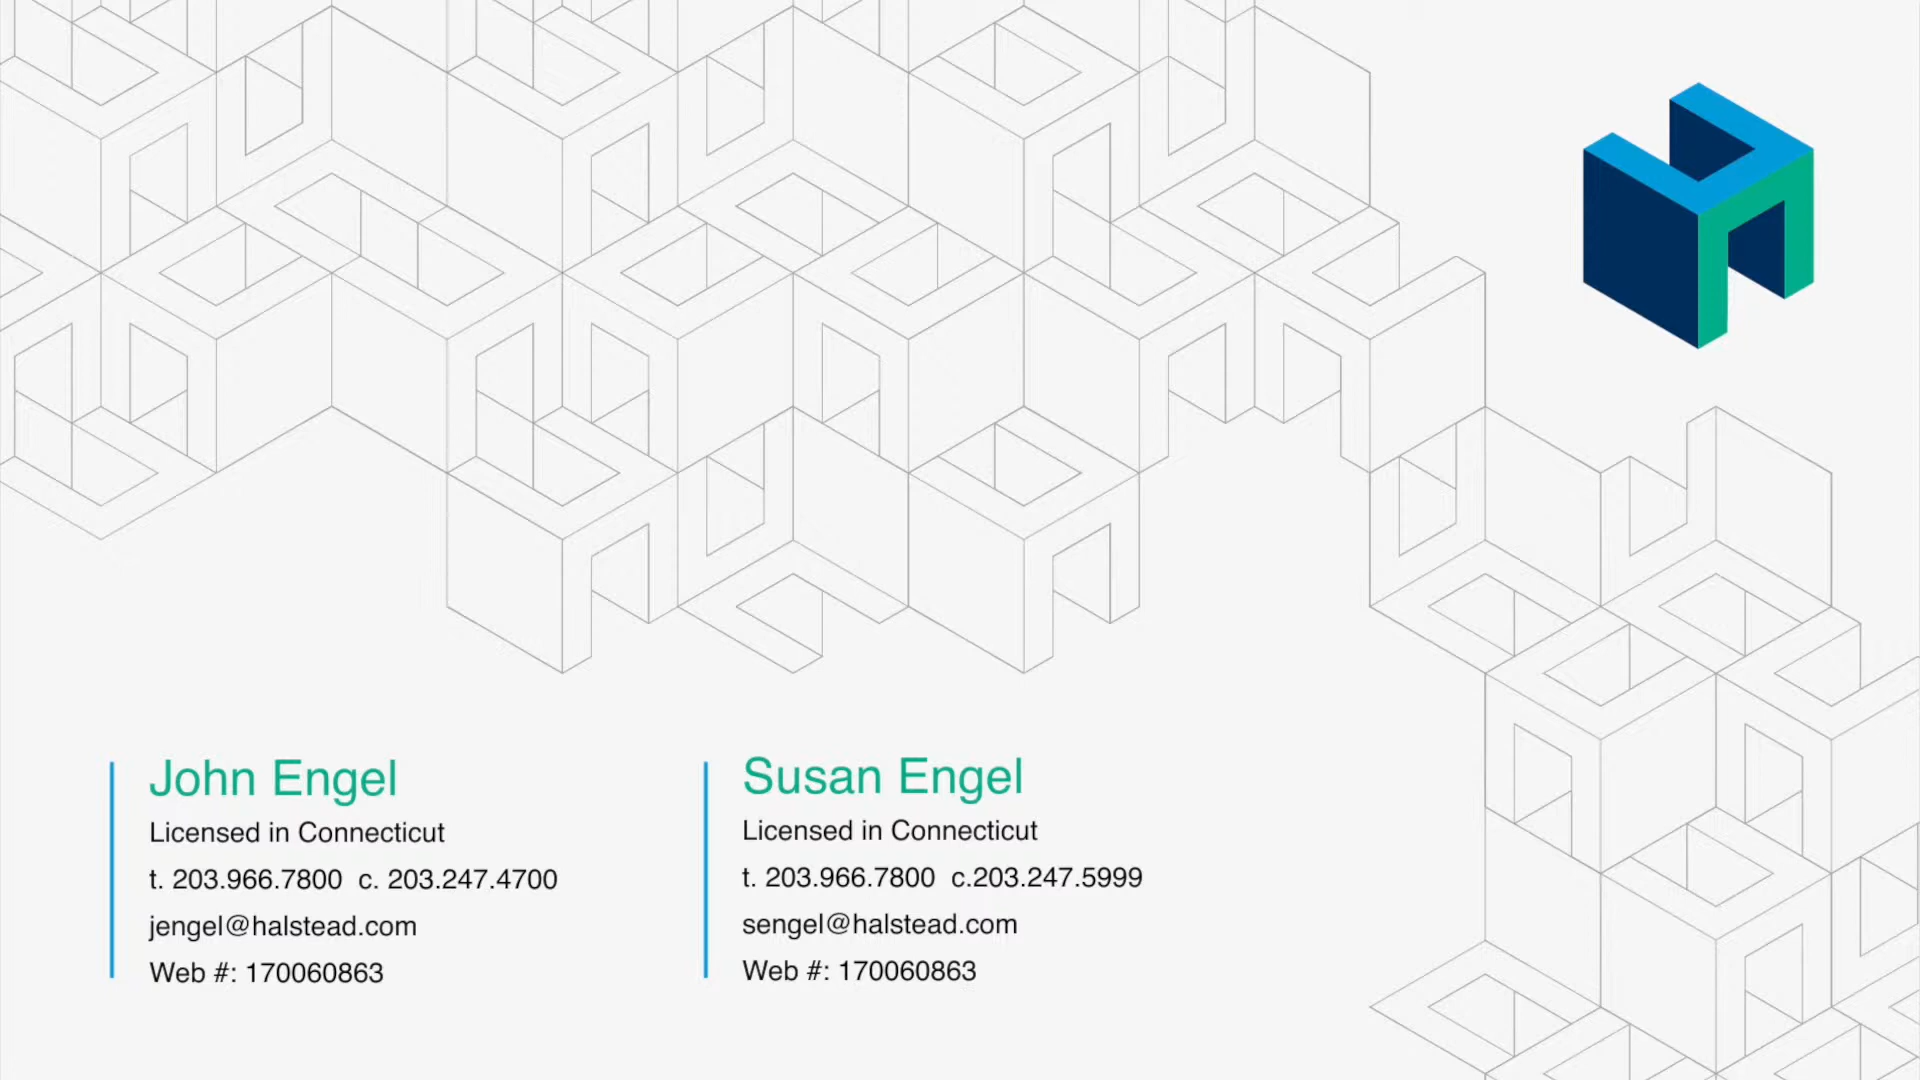 John Engel
Licensed in Connecticut
t. 203.966.7800  c. 203.247.4700
jengel@halstead.com
Web #: 170060863
Susan Engel
Licensed in Connecticut
t. 203.966.7800  c.203.247.5999
sengel@halstead.com
Web #: 170060863